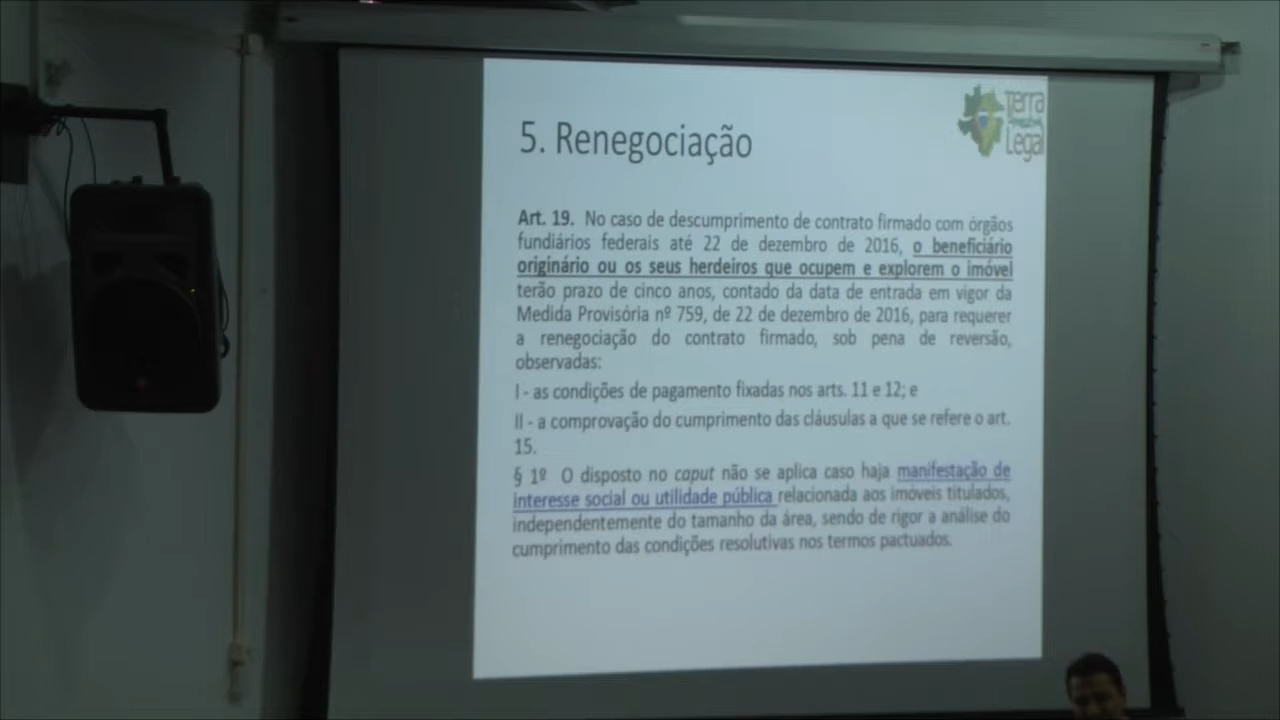 5. Renegociação
Terra
Legal
Art. 19. No caso de descumprimento de contrato firmado com órgãos
fundiários federais até 22 de dezembro de 2016, o beneficiário
originário ou os seus herdeiros que ocupem e explorem o imóvel
terão prazo de cinco anos, contado da data de entrada em vigor da
Medida Provisória nº 759, de 22 de dezembro de 2016, para requerer
a renegociação do contrato firmado, sob pena de reversão,
observadas:
I - as condições de pagamento fixadas nos arts. 11 e 12; e
II - a comprovação do cumprimento das cláusulas a que se refere o art.
15.
§ 1º O disposto no caput não se aplica caso haja manifestação de
interesse social ou utilidade pública relacionada aos imóveis titulados,
independentemente do tamanho da área, sendo de rigor a análise do
cumprimento das condições resolutivas nos termos pactuados.